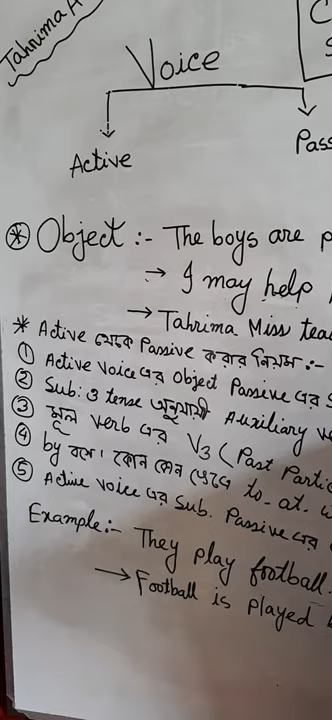 Tahrima A
C
S
Voice
Active
Pass
* Object :- The boys are p
→ I may help
→ Tahrima Miss tea
* Active থেকে Passive করার নিয়ম :-
① Active voice এর Object Passive এর S
② Sub: ও tense অনুযায়ী Auxiliary ve
③ মূল verb এর V3 (Past Partic
④ by বসে। কোন কোন ক্ষেত্রে to. at. w
⑤ Active voice এর sub. Passive এর
Example:- They play football.
→ Football is played b